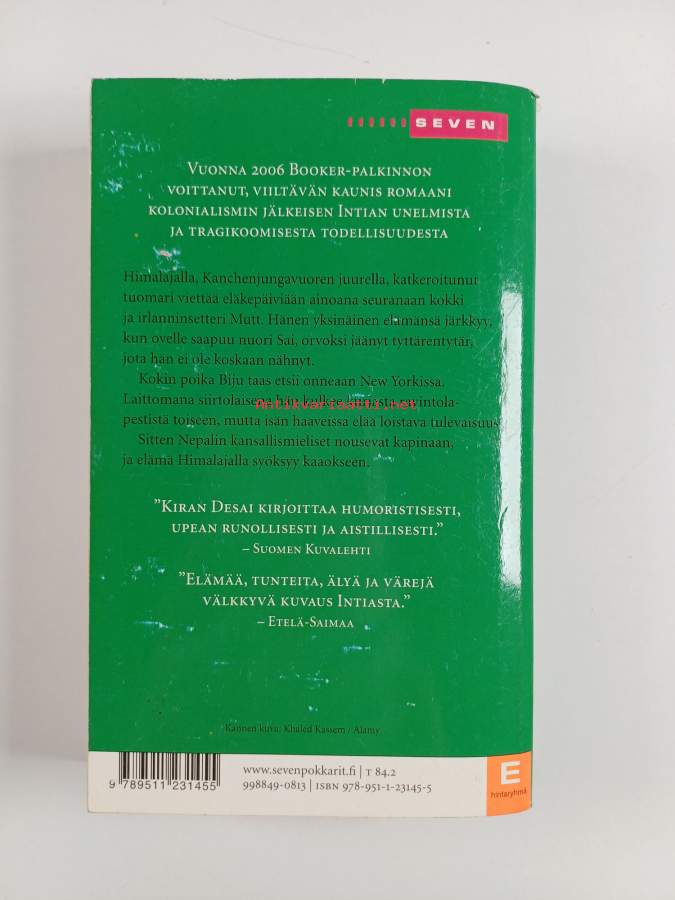 SEVEN
Vuonna 2006 Booker-palkinnon
voittanut, viiltävän kaunis romaani
kolonialismin jälkeisen Intian unelmista
ja tragikoomisesta todellisuudesta
Himalajalla, Kanchenjungavuoren juurella, katkeroitunut
tuomari viettää eläkepäiviään ainoana seuranaan kokki
ja irlanninsetteri Mutt. Hänen yksinäinen elämänsä järkkyy,
kun ovelle saapuu nuori Sai, orvoksi jäänyt tyttärentytär,
jota hän ei ole koskaan nähnyt.
Kokin poika Biju taas etsii onneaan New Yorkissa.
Laittomana siirtolaisena hän kulkee ravintola-
antikvariaatti.net
pestistä toiseen, mutta isän haaveissa elää loistava tulevaisuus.
Sitten Nepalin kansallismieliset nousevat kapinaan,
ja elämä Himalajalla syöksyy kaaokseen.
"Kiran Desai kirjoittaa humoristisesti,
upean runollisesti ja aistillisesti."
– Suomen Kuvalehti
"Elämää, tunteita, älyä ja värejä
välkkyvä kuvaus Intiasta."
– Etelä-Saimaa
Kannen kuva: Khaled Kassem / Alamy
www.sevenpokkarit.fi | T 84.2
998849-0813 | ISBN 978-951-1-23145-5
9 789511 231455
E
hintaryhmä